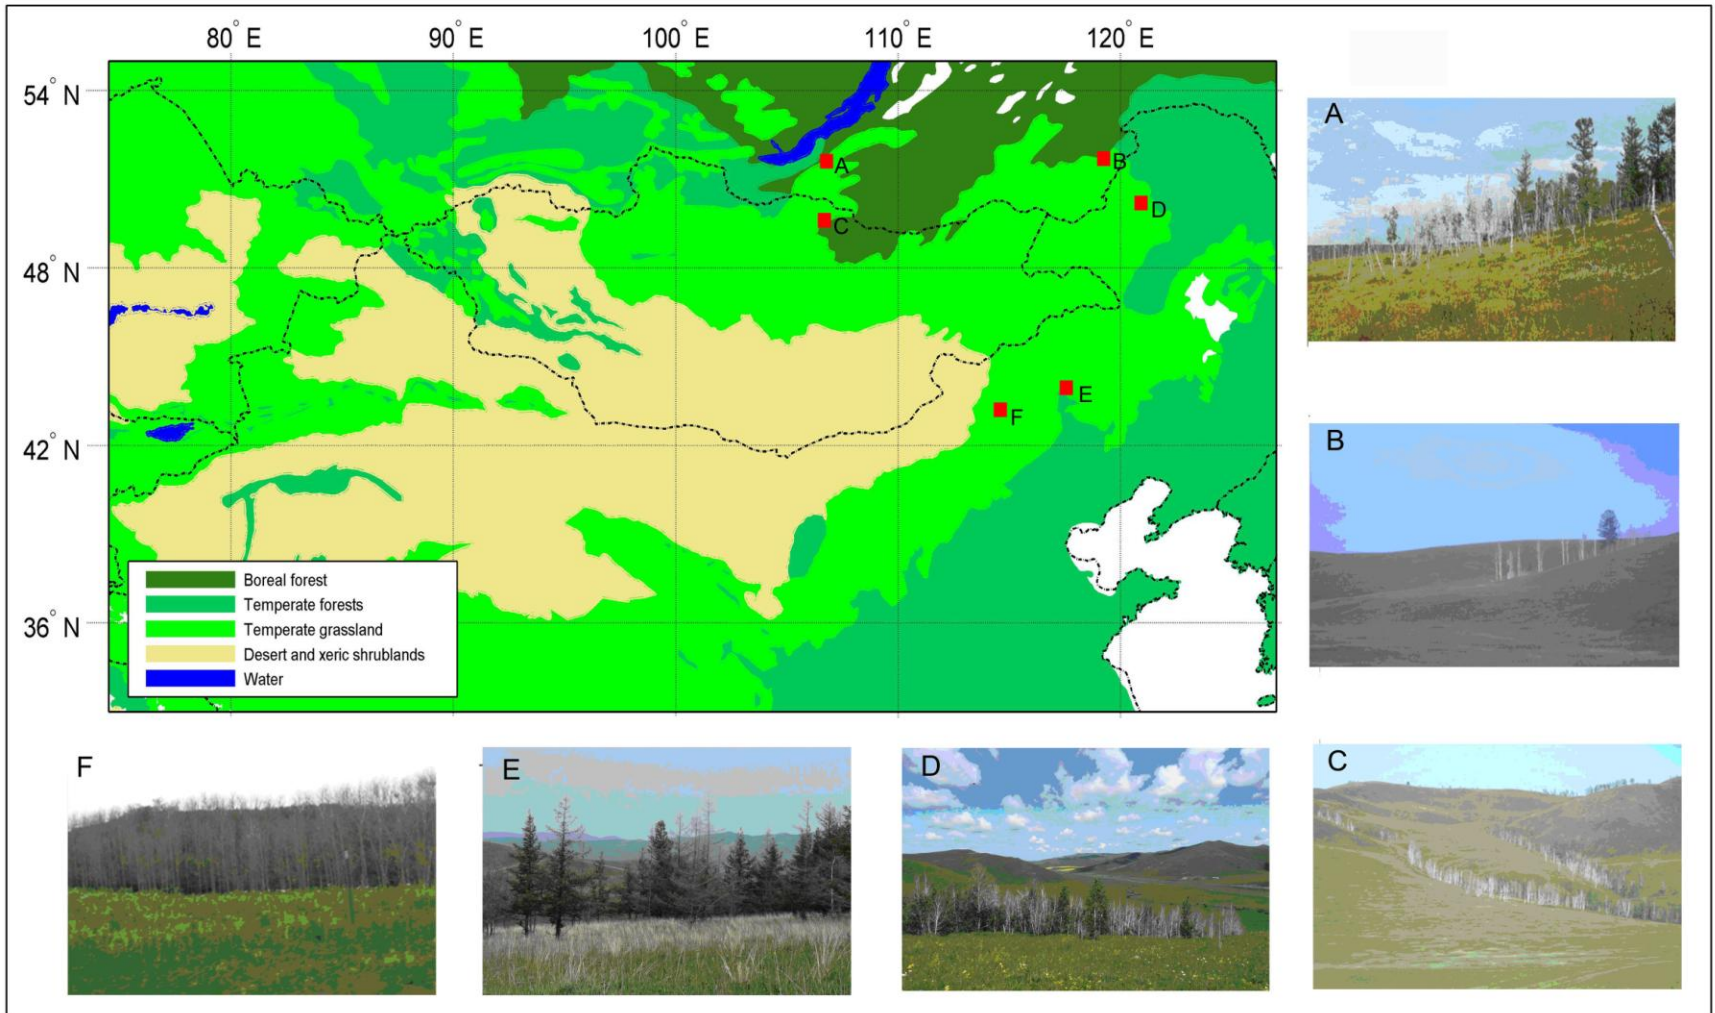 80° E 90° E 100° E 110° E 120° E
54° N
48° N
42° N
36° N
A
B
C
D
E
F
Boreal forest
Temperate forests
Temperate grassland
Desert and xeric shrublands
Water
A
B
F
E
D
C